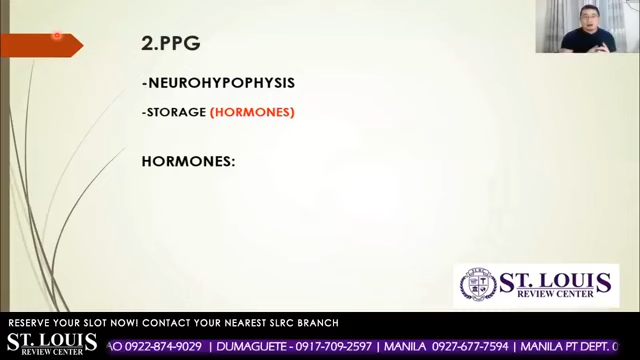 2.PPG
-NEUROHYPOPHYSIS
-STORAGE (HORMONES)
HORMONES:
ST. LOUIS
REVIEW CENTER
RESERVE YOUR SLOT NOW! CONTACT YOUR NEAREST SLRC BRANCH
ST. LOUIS
REVIEW CENTER
AO 0922-874-9029 | DUMAGUETE - 0917-709-2597 | MANILA 0927-677-7594 | MANILA PT DEPT. 0